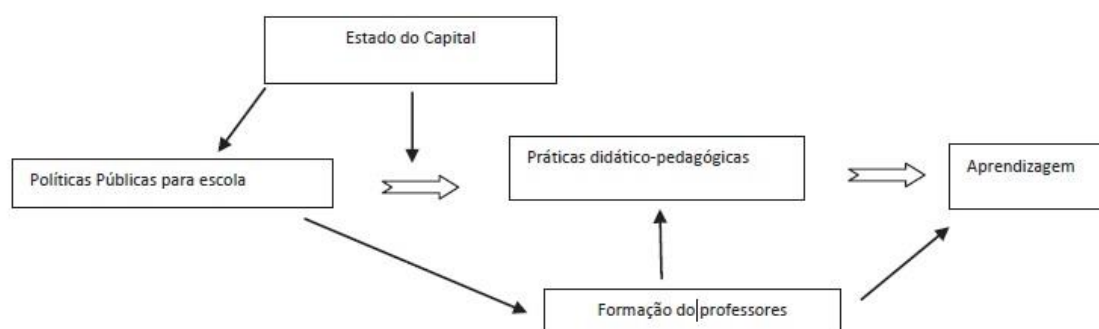 Estado do Capital
Políticas Públicas para escola
Práticas didático-pedagógicas
Aprendizagem
Formação do professores